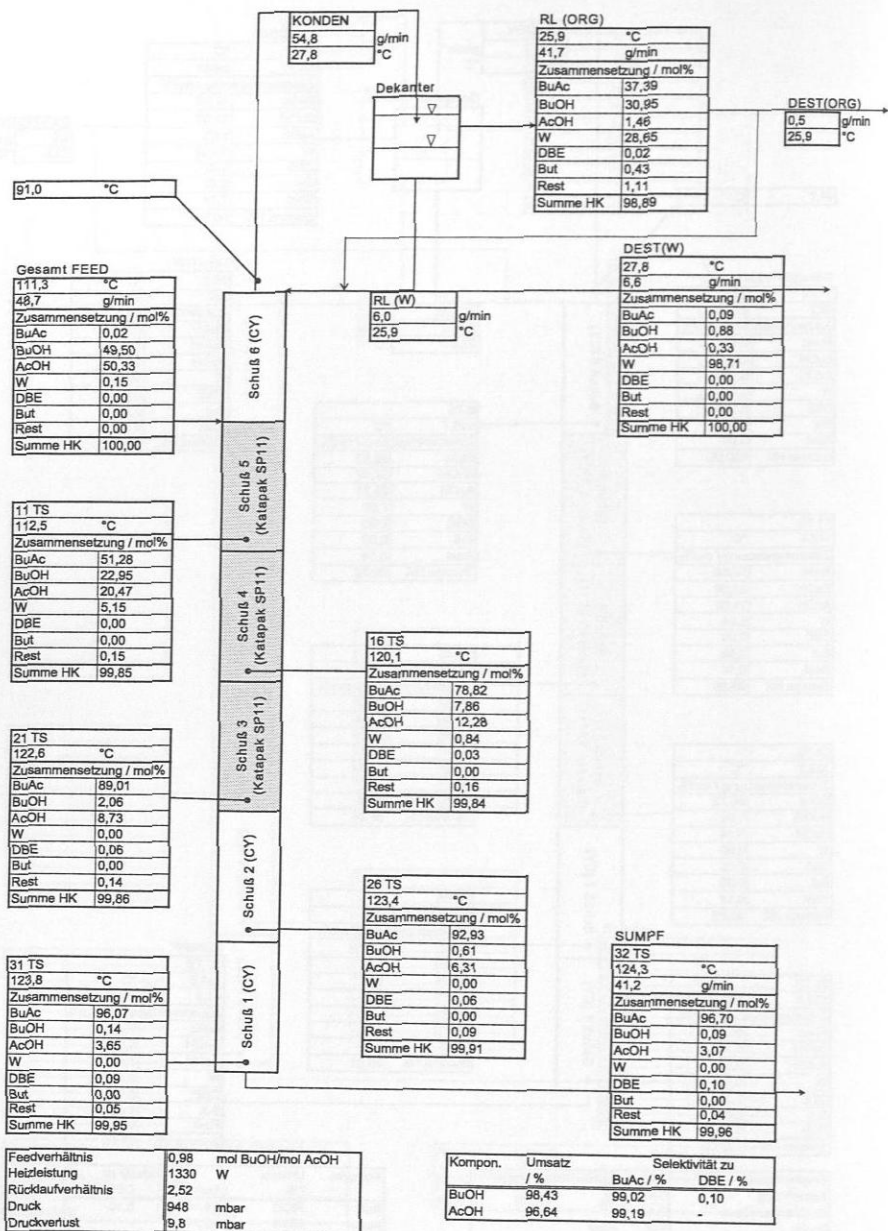 KONDEN
54,8 g/min
27,8 °C
Dekanter
RL (ORG)
25,9 °C
41,7 g/min
Zusammensetzung / mol%
BuAc 37,39
BuOH 30,95
AcOH 1,46
W 28,65
DBE 0,02
But 0,43
Rest 1,11
Summe HK 98,89
DEST(ORG)
0,5 g/min
25,9 °C
91,0 °C
Gesamt FEED
111,3 °C
48,7 g/min
Zusammensetzung / mol%
BuAc 0,02
BuOH 49,50
AcOH 50,33
W 0,15
DBE 0,00
But 0,00
Rest 0,00
Summe HK 100,00
RL (W)
6,0 g/min
25,9 °C
DEST(W)
27,8 °C
6,6 g/min
Zusammensetzung / mol%
BuAc 0,09
BuOH 0,88
AcOH 0,33
W 98,71
DBE 0,00
But 0,00
Rest 0,00
Summe HK 100,00
Schuß 6 (CY)
Schuß 5
(Katapak SP11)
Schuß 4
(Katapak SP11)
Schuß 3
(Katapak SP11)
Schuß 2 (CY)
Schuß 1 (CY)
11 TS
112,5 °C
Zusammensetzung / mol%
BuAc 51,28
BuOH 22,95
AcOH 20,47
W 5,15
DBE 0,00
But 0,00
Rest 0,15
Summe HK 99,85
16 TS
120,1 °C
Zusammensetzung / mol%
BuAc 78,82
BuOH 7,86
AcOH 12,28
W 0,84
DBE 0,03
But 0,00
Rest 0,16
Summe HK 99,84
21 TS
122,6 °C
Zusammensetzung / mol%
BuAc 89,01
BuOH 2,06
AcOH 8,73
W 0,00
DBE 0,06
But 0,00
Rest 0,14
Summe HK 99,86
26 TS
123,4 °C
Zusammensetzung / mol%
BuAc 92,93
BuOH 0,61
AcOH 6,31
W 0,00
DBE 0,06
But 0,00
Rest 0,09
Summe HK 99,91
31 TS
123,8 °C
Zusammensetzung / mol%
BuAc 96,07
BuOH 0,14
AcOH 3,65
W 0,00
DBE 0,09
But 0,00
Rest 0,05
Summe HK 99,95
SUMPF
32 TS
124,3 °C
41,2 g/min
Zusammensetzung / mol%
BuAc 96,70
BuOH 0,09
AcOH 3,07
W 0,00
DBE 0,10
But 0,00
Rest 0,04
Summe HK 99,96
Feedverhältnis 0,98 mol BuOH/mol AcOH
Heizleistung 1330 W
Rücklaufverhältnis 2,52
Druck 948 mbar
Druckverlust 9,8 mbar
Kompon. Umsatz Selektivität zu
/ % BuAc / % DBE / %
BuOH 98,43 99,02 0,10
AcOH 96,64 99,19 -